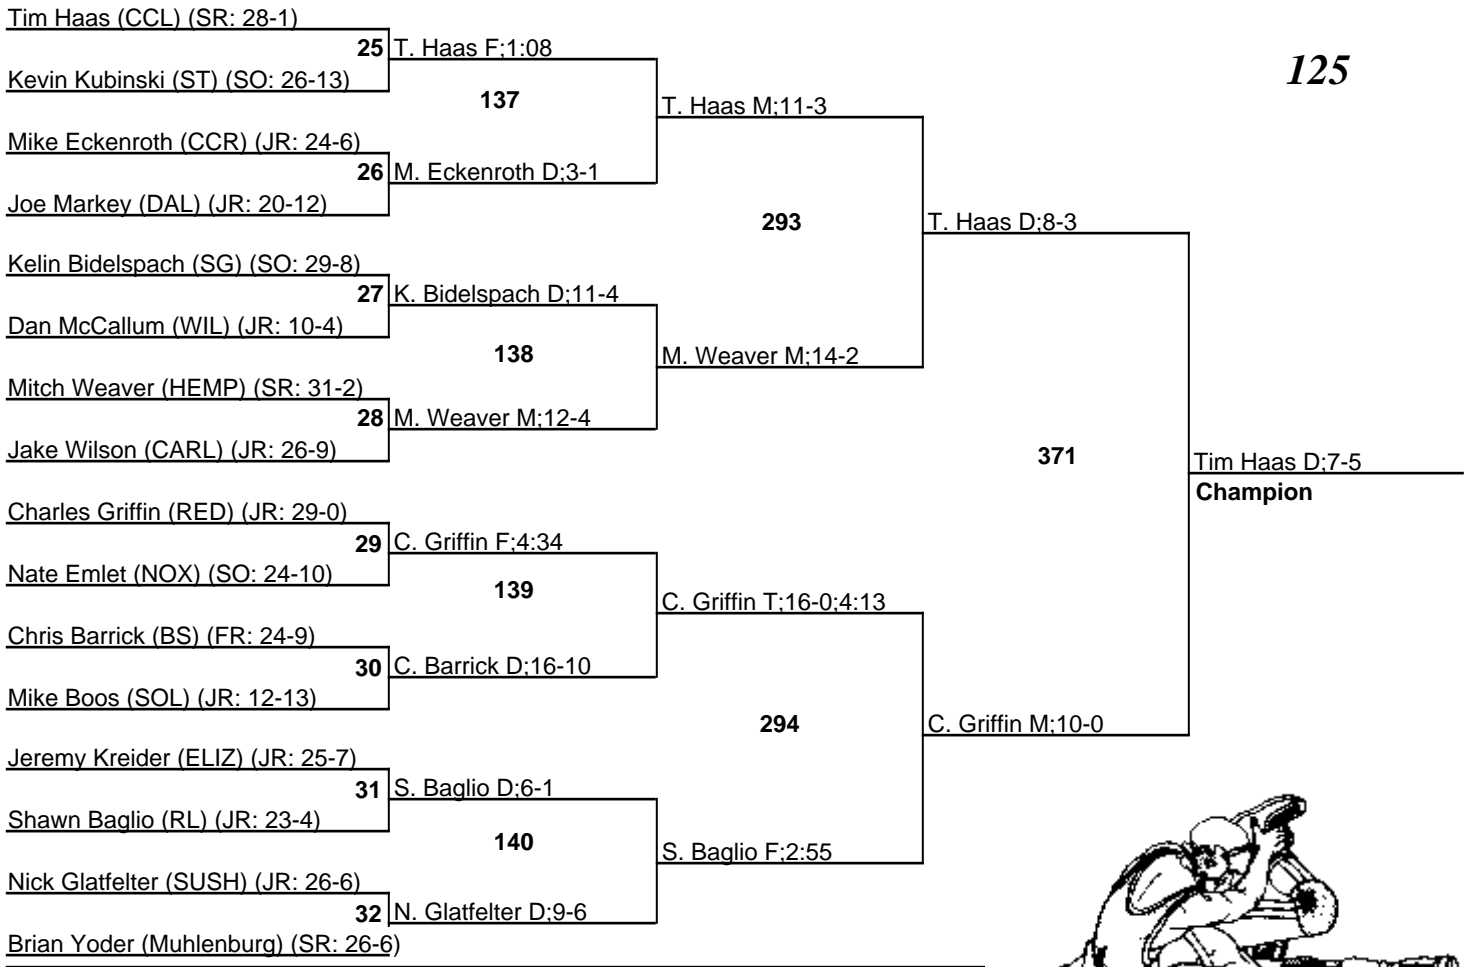 Tim Haas (CCL) (SR: 28-1)
25 T. Haas F;1:08
125
Kevin Kubinski (ST) (SO: 26-13)
137
T. Haas M;11-3
Mike Eckenroth (CCR) (JR: 24-6)
26 M. Eckenroth D;3-1
Joe Markey (DAL) (JR: 20-12)
293
T. Haas D;8-3
Kelin Bidelspach (SG) (SO: 29-8)
27 K. Bidelspach D;11-4
Dan McCallum (WIL) (JR: 10-4)
138
M. Weaver M;14-2
Mitch Weaver (HEMP) (SR: 31-2)
28 M. Weaver M;12-4
Jake Wilson (CARL) (JR: 26-9)
371
Tim Haas D;7-5
Champion
Charles Griffin (RED) (JR: 29-0)
29 C. Griffin F;4:34
Nate Emlet (NOX) (SO: 24-10)
139
C. Griffin T;16-0;4:13
Chris Barrick (BS) (FR: 24-9)
30 C. Barrick D;16-10
Mike Boos (SOL) (JR: 12-13)
294
C. Griffin M;10-0
Jeremy Kreider (ELIZ) (JR: 25-7)
31 S. Baglio D;6-1
Shawn Baglio (RL) (JR: 23-4)
140
S. Baglio F;2:55
Nick Glatfelter (SUSH) (JR: 26-6)
32 N. Glatfelter D;9-6
Brian Yoder (Muhlenburg) (SR: 26-6)